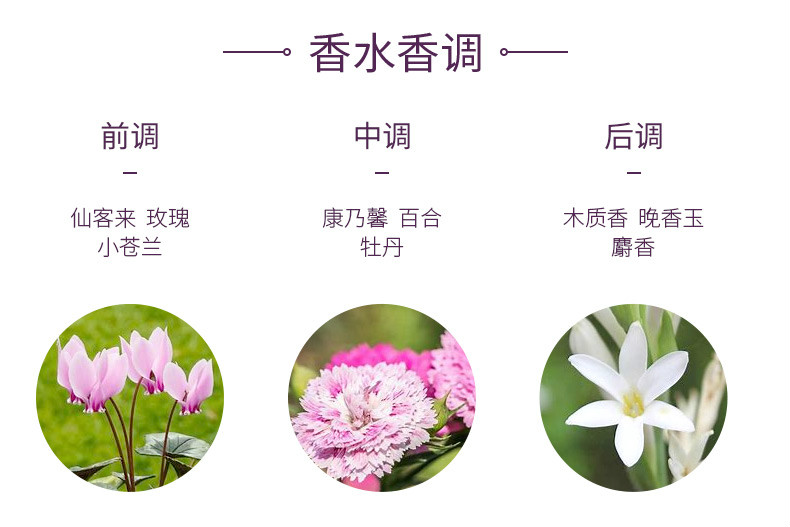 香水香调
前调
仙客来 玫瑰
小苍兰
中调
康乃馨 百合
牡丹
后调
木质香 晚香玉
麝香